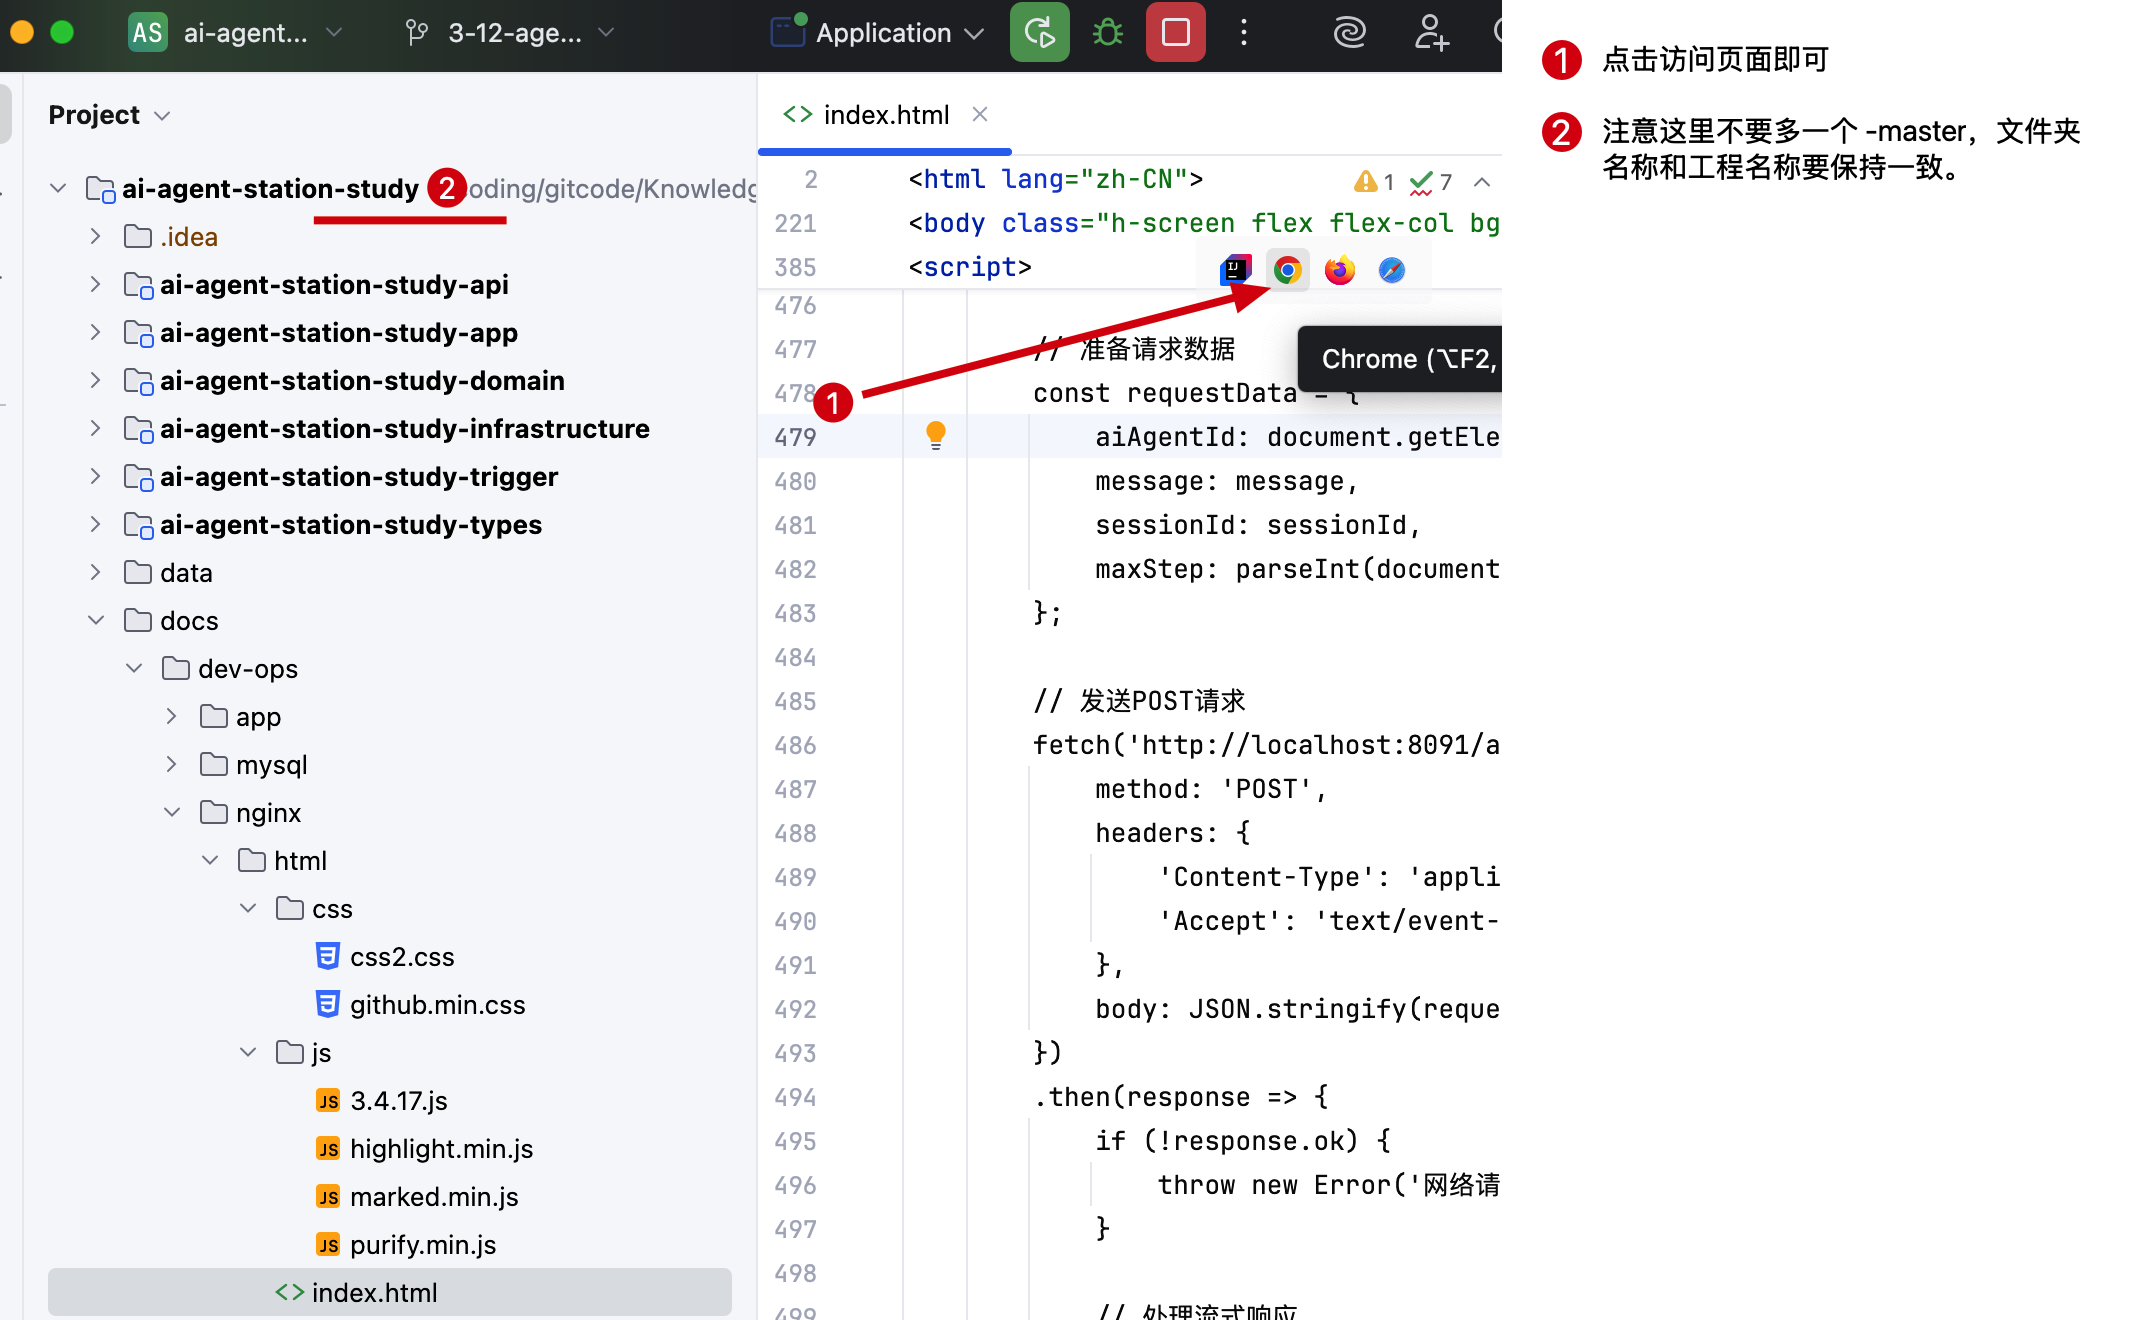 AS ai-agent... 3-12-age... Application
Project
ai-agent-station-study 2 oding/gitcode/Knowledg
.idea
ai-agent-station-study-api
ai-agent-station-study-app
ai-agent-station-study-domain
ai-agent-station-study-infrastructure
ai-agent-station-study-trigger
ai-agent-station-study-types
data
docs
dev-ops
app
mysql
nginx
html
css
css2.css
github.min.css
js
JS 3.4.17.js
JS highlight.min.js
JS marked.min.js
JS purify.min.js
<> index.html
<> index.html
2 <html lang="zh-CN"> 1 7
221 <body class="h-screen flex flex-col bg
385 <script>
476
477 // 准备请求数据
Chrome (⌥F2,
478 const requestData = {
1
479 aiAgentId: document.getEle
480 message: message,
481 sessionId: sessionId,
482 maxStep: parseInt(document
483 };
484
485 // 发送POST请求
486 fetch('http://localhost:8091/a
487 method: 'POST',
488 headers: {
489 'Content-Type': 'appli
490 'Accept': 'text/event-
491 },
492 body: JSON.stringify(reque
493 })
494 .then(response => {
495 if (!response.ok) {
496 throw new Error('网络请
497 }
498
499 // 处理流式响应
1 点击访问页面即可
2 注意这里不要多一个 -master，文件夹
名称和工程名称要保持一致。